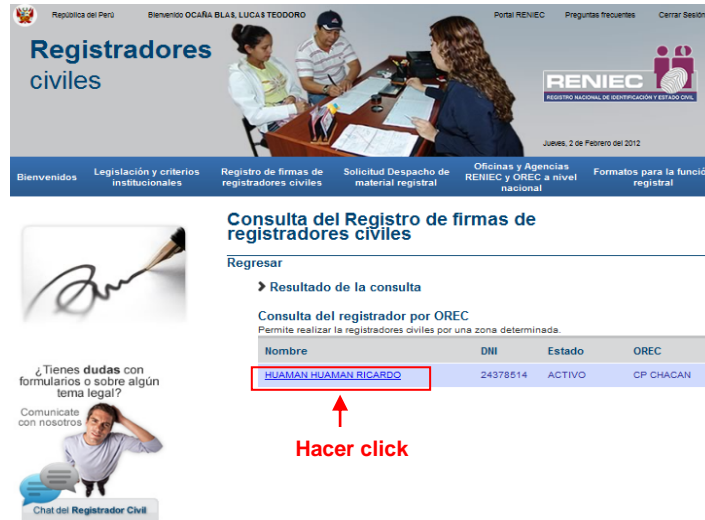 República del Perú
Bienvenido OCAÑA BLAS, LUCAS TEODORO
Portal RENIEC
Preguntas frecuentes
Cerrar Sesión
Registradores
civiles
RENIEC
REGISTRO NACIONAL DE IDENTIFICACIÓN Y ESTADO CIVIL
Jueves, 2 de Febrero del 2012
Bienvenidos
Legislación y criterios
institucionales
Registro de firmas de
registradores civiles
Solicitud Despacho de
material registral
Oficinas y Agencias
RENIEC y OREC a nivel
nacional
Formatos para la funció
registral
Consulta del Registro de firmas de
registradores civiles
Regresar
Resultado de la consulta
Consulta del registrador por OREC
Permite realizar la registradores civiles por una zona determinada.
Nombre DNI Estado OREC
HUAMAN HUAMAN RICARDO 24378514 ACTIVO CP CHACAN
Hacer click
¿Tienes dudas con
formularios o sobre algún
tema legal?
Comunicate
con nosotros
Chat del Registrador Civil